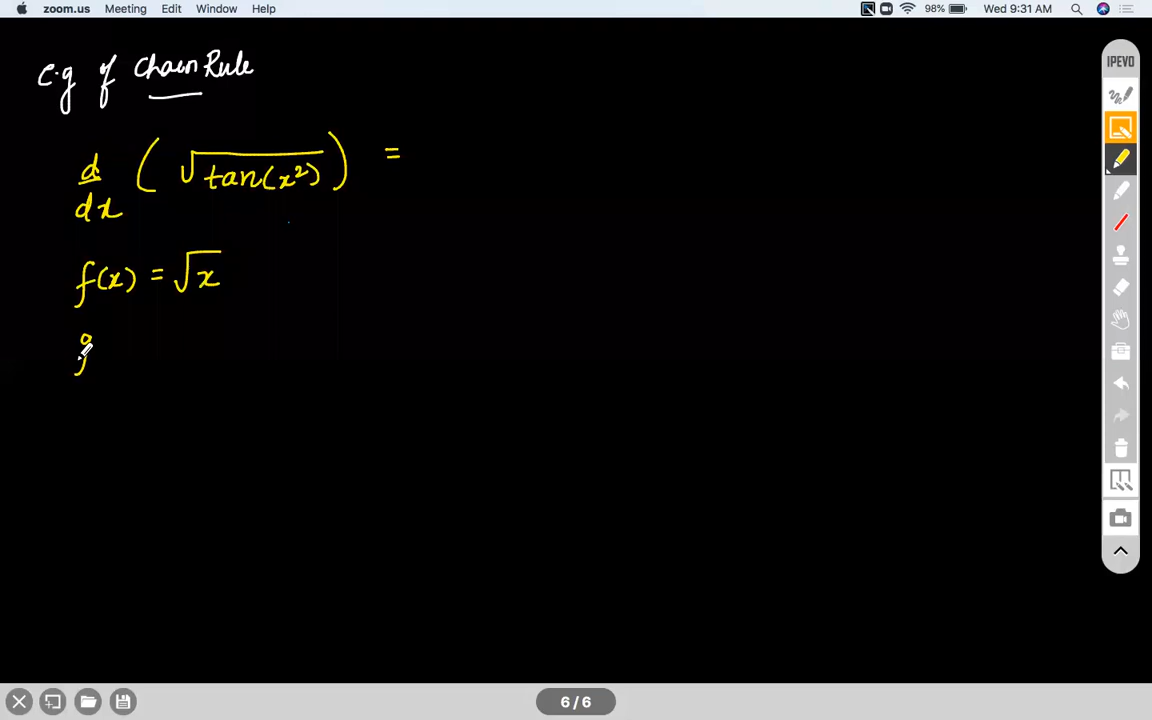 zoom.us Meeting Edit Window Help 98% Wed 9:31 AM
e.g of Chain Rule
IPEVO
d/dx ( √tan(x²) ) =
f(x) = √x
g
6 / 6